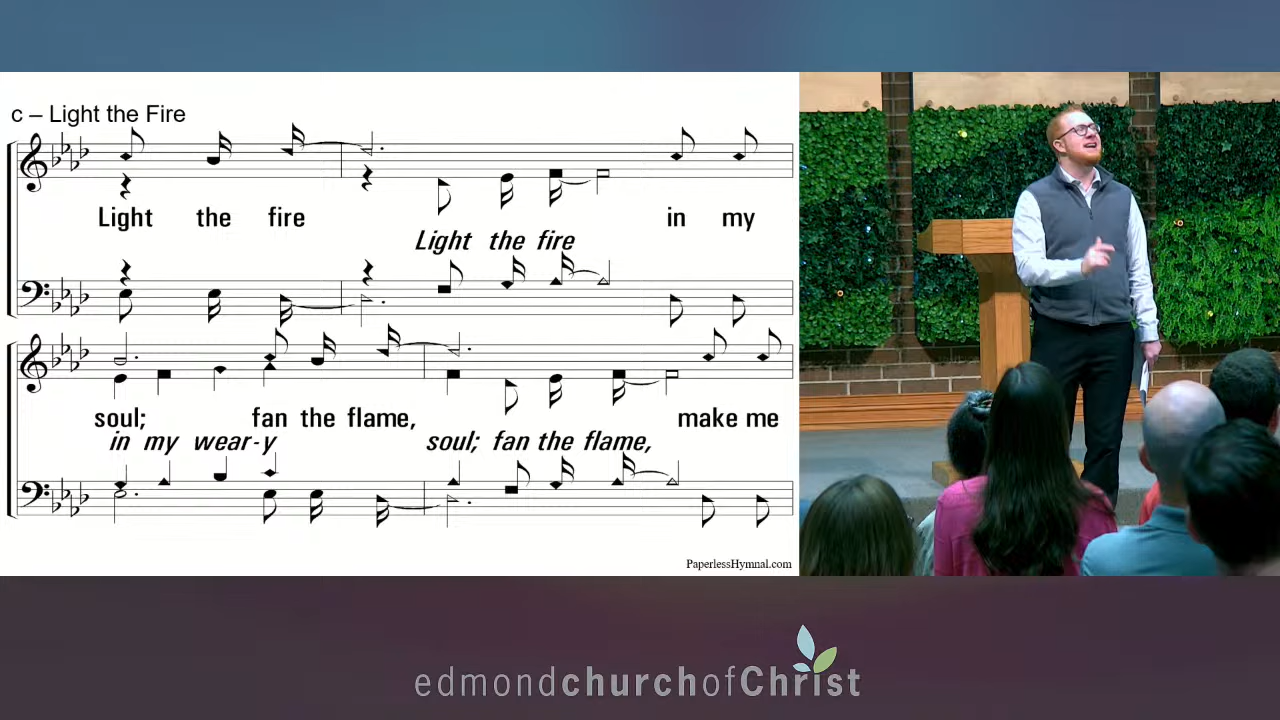 c – Light the Fire
Light the fire in my
Light the fire
soul; fan the flame, make me
in my wear-y soul; fan the flame,
PaperlessHymnal.com
edmondchurchofChrist